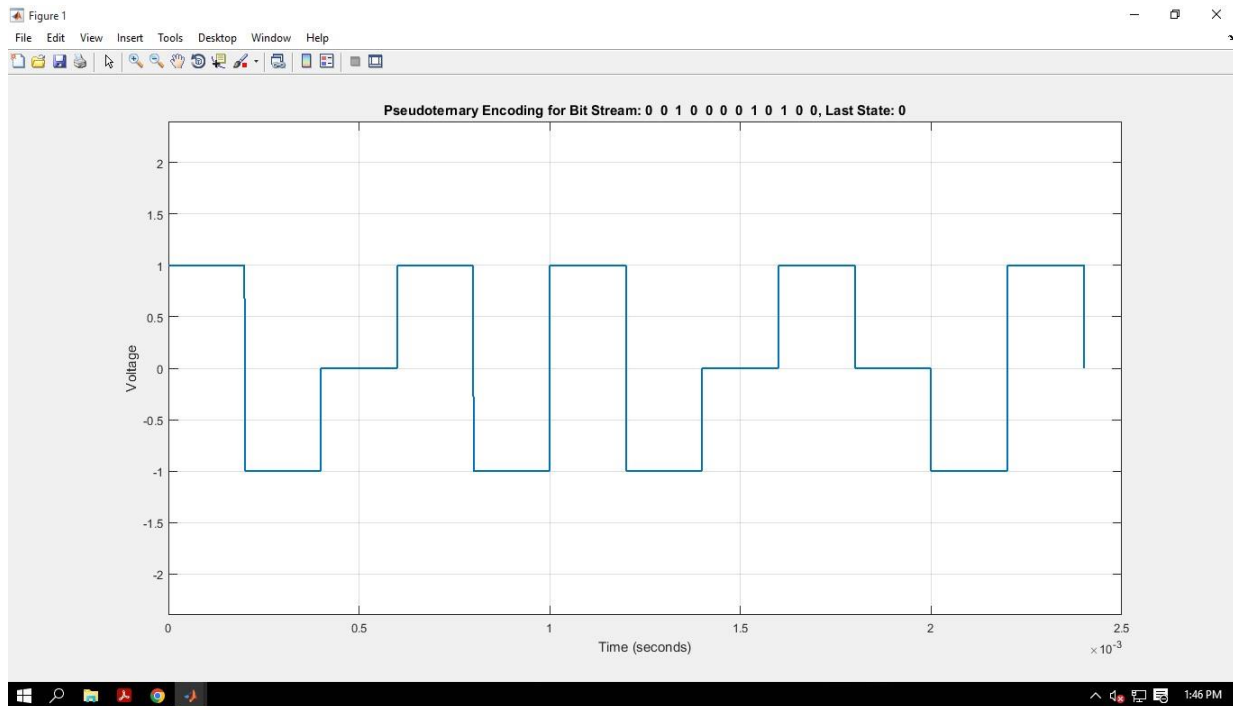 Figure 1
File Edit View Insert Tools Desktop Window Help
Pseudoternary Encoding for Bit Stream: 0 0 1 0 0 0 0 1 0 1 0 0, Last State: 0
2
1.5
1
0.5
0
-0.5
-1
-1.5
-2
Voltage
0 0.5 1 1.5 2 2.5
Time (seconds)
×10-3
1:46 PM